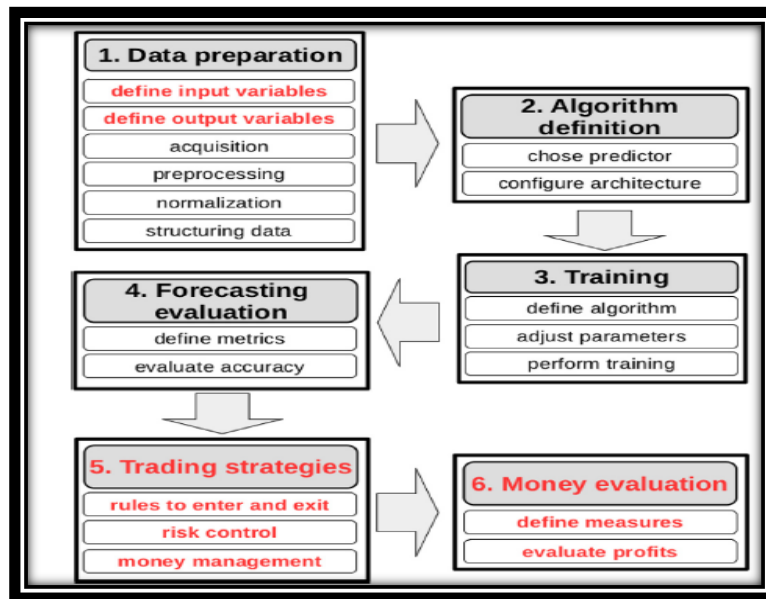 1. Data preparation
define input variables
define output variables
acquisition
preprocessing
normalization
structuring data
2. Algorithm
definition
chose predictor
configure architecture
3. Training
define algorithm
adjust parameters
perform training
4. Forecasting
evaluation
define metrics
evaluate accuracy
5. Trading strategies
rules to enter and exit
risk control
money management
6. Money evaluation
define measures
evaluate profits